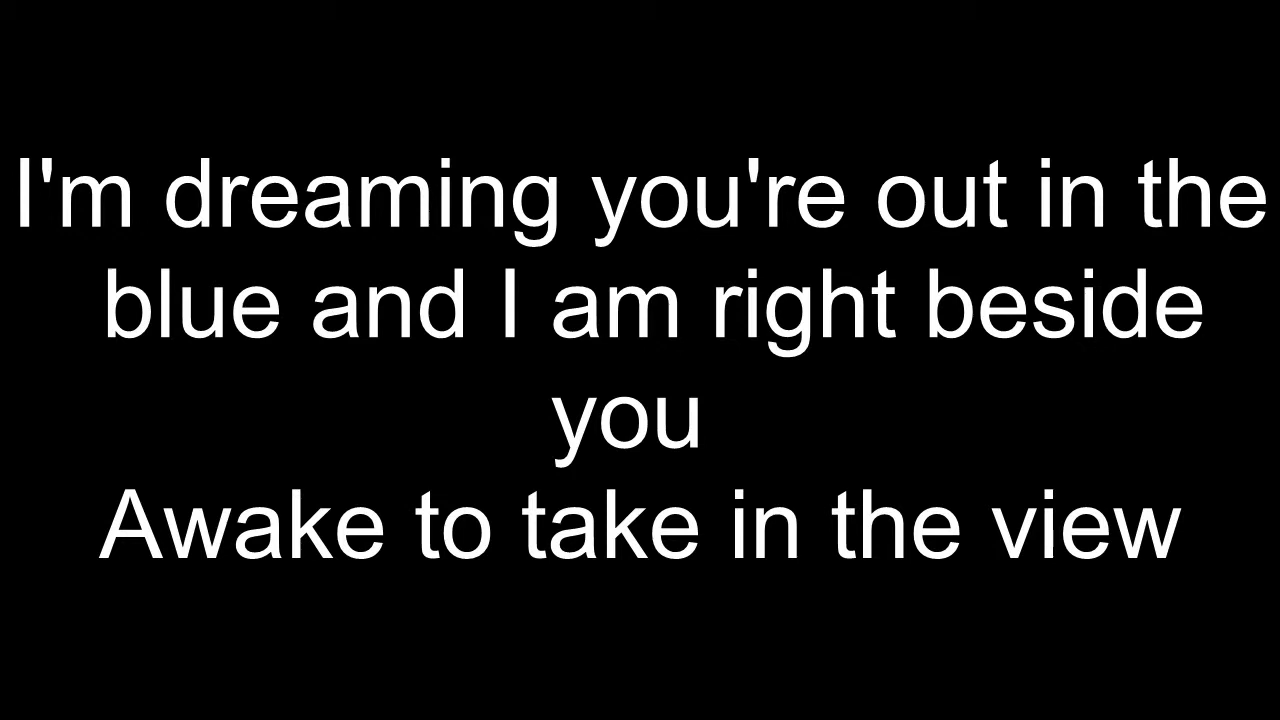 I'm dreaming you're out in the
blue and I am right beside
you
Awake to take in the view